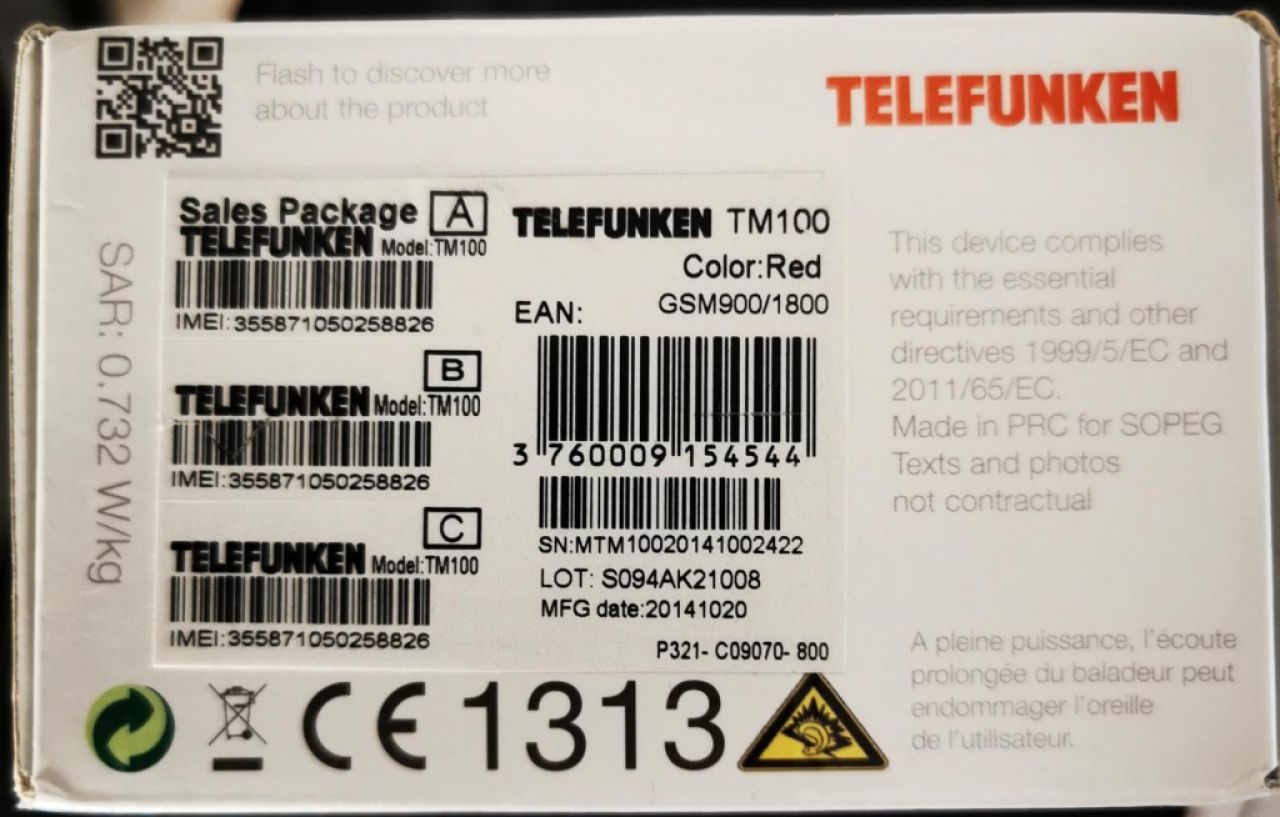 Flash to discover more
about the product
TELEFUNKEN
SAR: 0.732 W/kg
Sales Package A
TELEFUNKEN Model:TM100
IMEI:355871050258826
B
TELEFUNKEN Model:TM100
IMEI:355871050258826
C
TELEFUNKEN Model:TM100
IMEI:355871050258826
TELEFUNKEN TM100
Color:Red
GSM900/1800
EAN:
3 760009 154544
SN:MTM10020141002422
LOT: S094AK21008
MFG date:20141020
P321- C09070- 800
This device complies
with the essential
requirements and other
directives 1999/5/EC and
2011/65/EC.
Made in PRC for SOPEG
Texts and photos
not contractual
A pleine puissance, l'écoute
prolongée du baladeur peut
endommager l'oreille
de l'utilisateur.
CE 1313